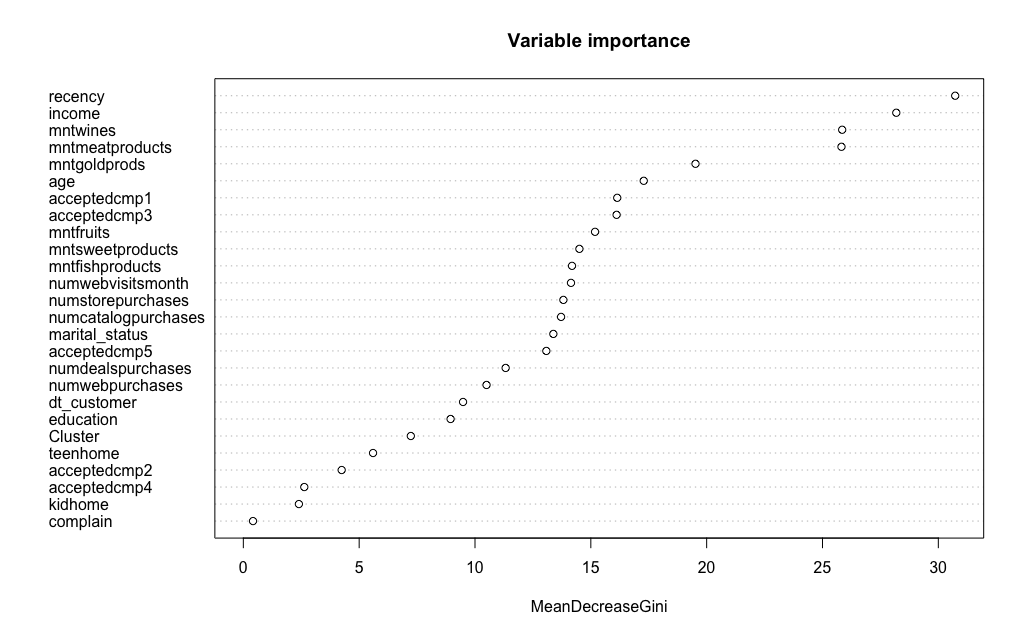 Variable importance
recency
income
mntwines
mntmeatproducts
mntgoldprods
age
acceptedcmp1
acceptedcmp3
mntfruits
mntsweetproducts
mntfishproducts
numwebvisitsmonth
numstorepurchases
numcatalogpurchases
marital_status
acceptedcmp5
numdealspurchases
numwebpurchases
dt_customer
education
Cluster
teenhome
acceptedcmp2
acceptedcmp4
kidhome
complain
0 5 10 15 20 25 30
MeanDecreaseGini